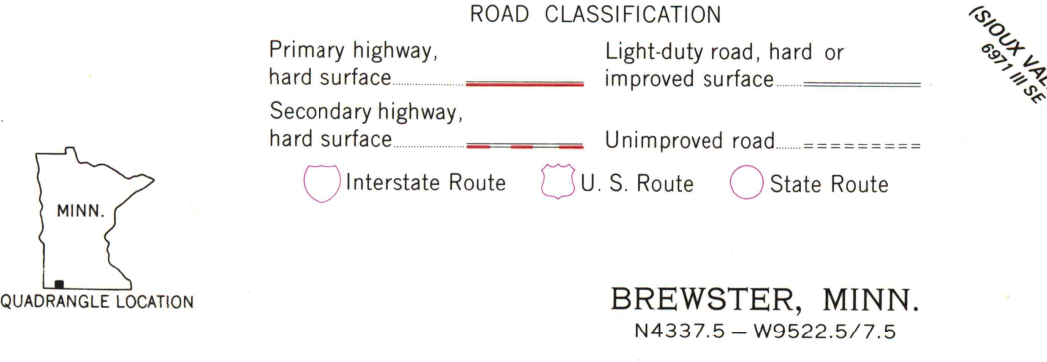 ROAD CLASSIFICATION
Primary highway,
hard surface
Light-duty road, hard or
improved surface
Secondary highway,
hard surface
Unimproved road
Interstate Route
U. S. Route
State Route
(SIOUX VAL
6971 III SE
MINN.
QUADRANGLE LOCATION
BREWSTER, MINN.
N4337.5 — W9522.5/7.5